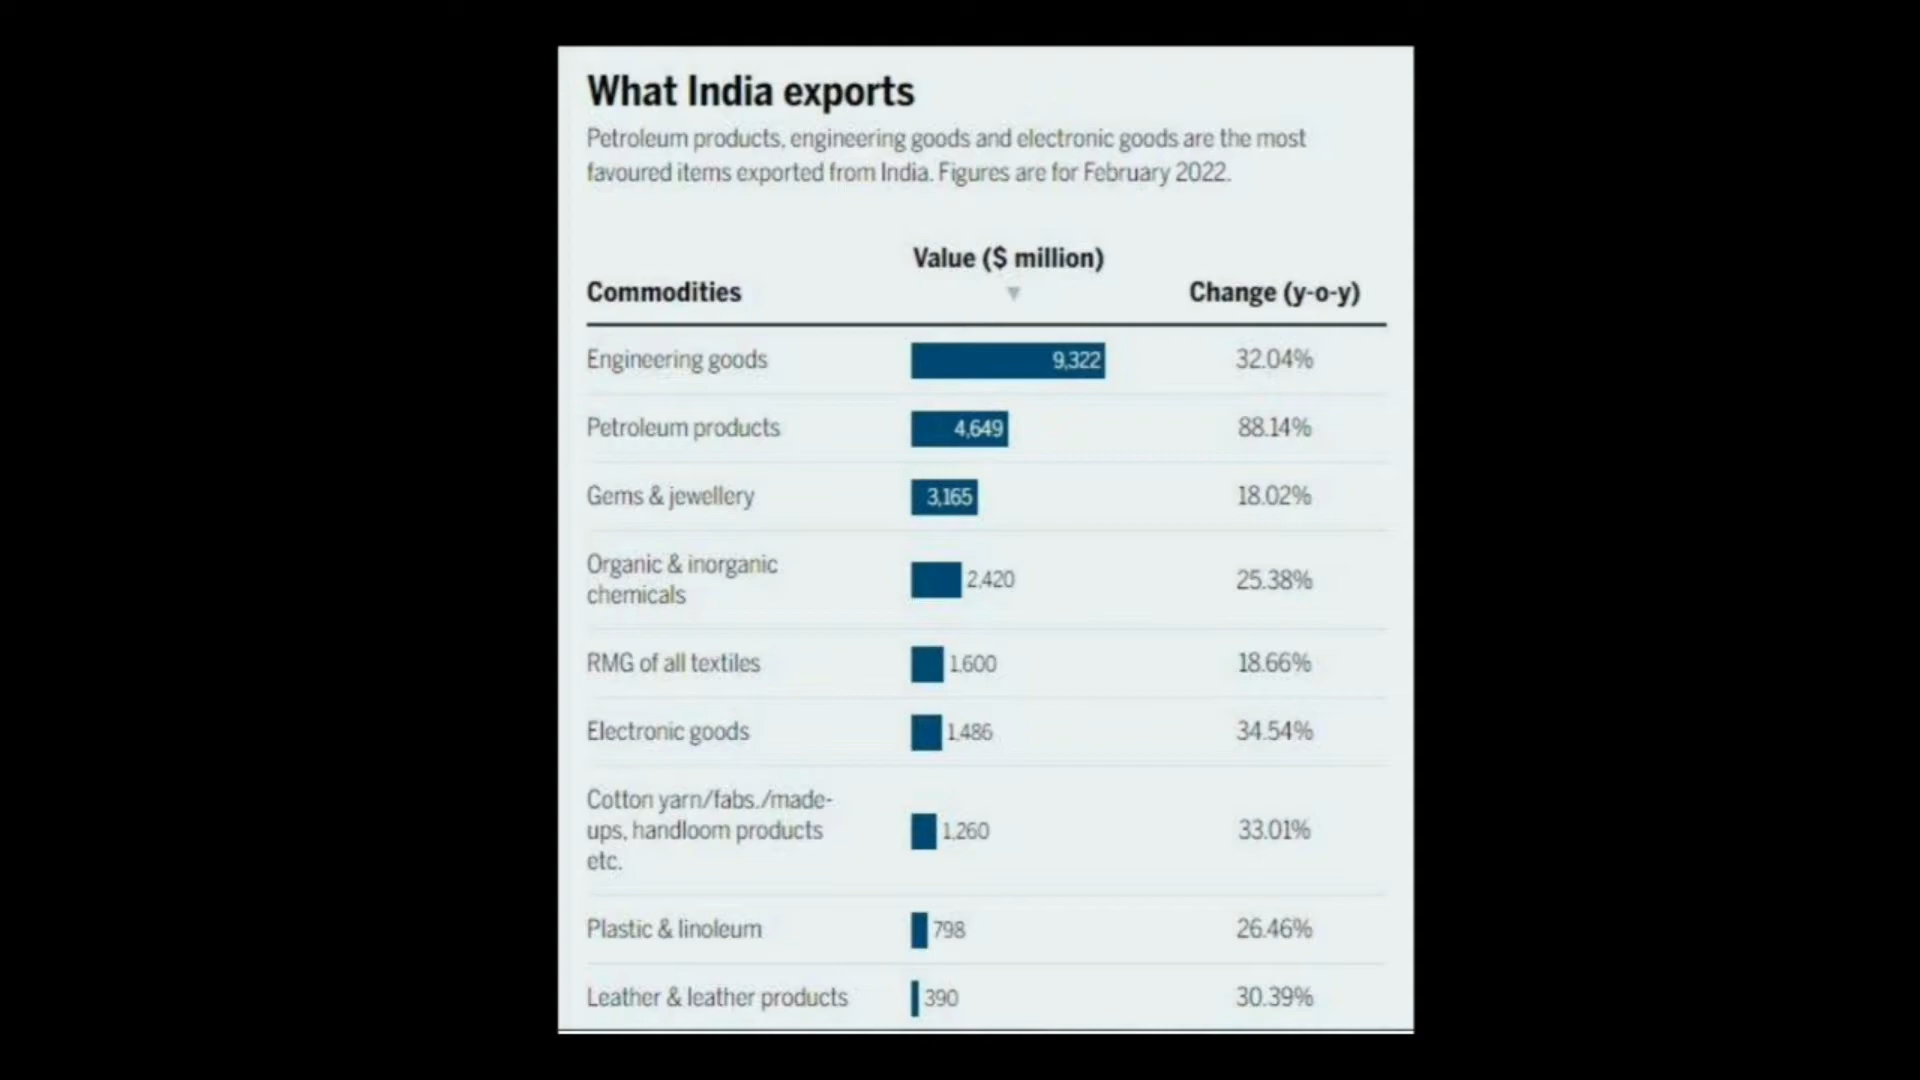 What India exports
Petroleum products, engineering goods and electronic goods are the most
favoured items exported from India. Figures are for February 2022.
Value ($ million)
Commodities Change (y-o-y)
Engineering goods 9,322 32.04%
Petroleum products 4,649 88.14%
Gems & jewellery 3,165 18.02%
Organic & inorganic
chemicals 2,420 25.38%
RMG of all textiles 1,600 18.66%
Electronic goods 1,486 34.54%
Cotton yarn/fabs./made-
ups, handloom products 1,260 33.01%
etc.
Plastic & linoleum 798 26.46%
Leather & leather products 390 30.39%